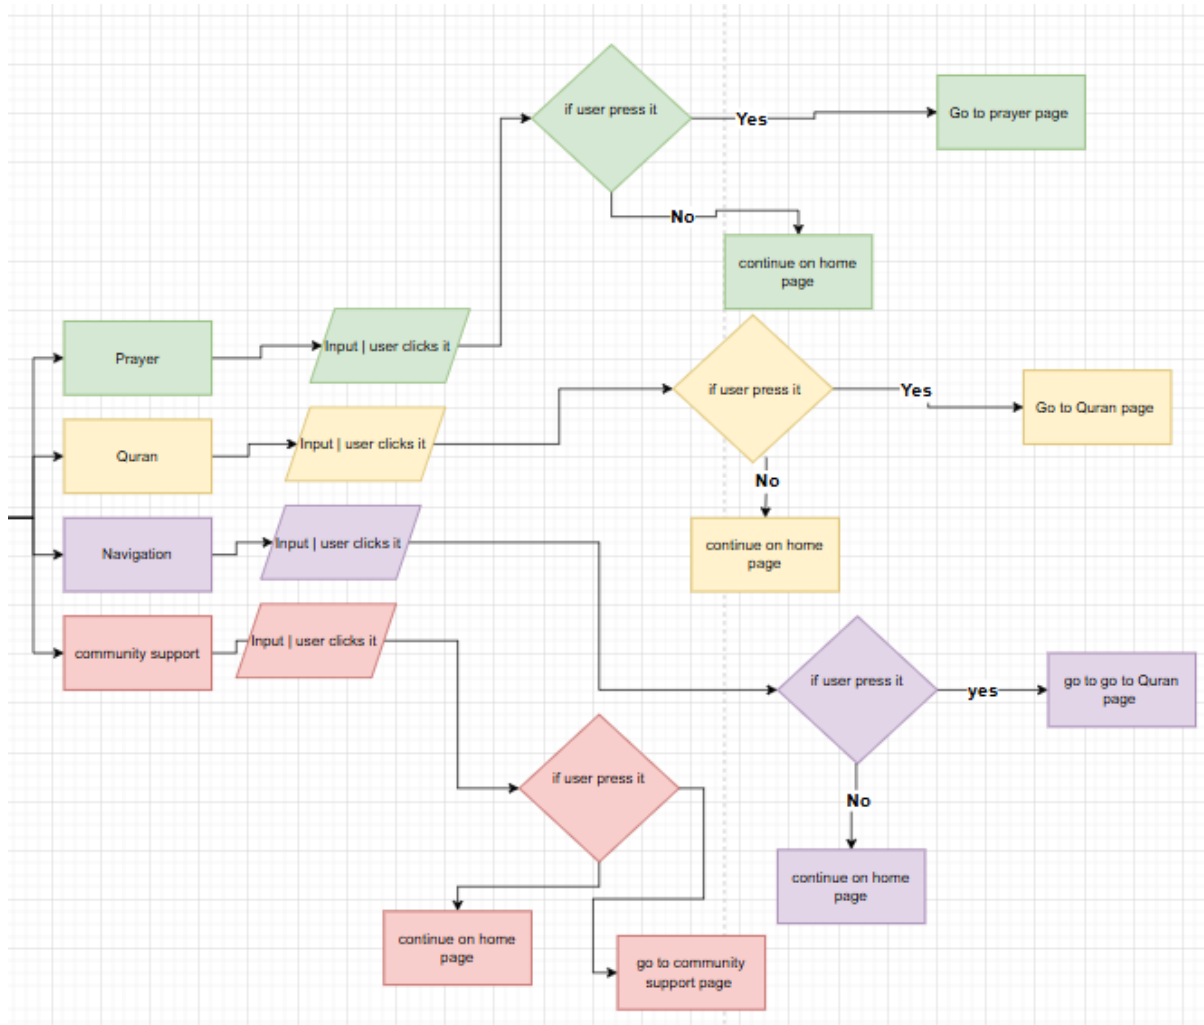 if user press it
Yes
Go to prayer page
No
continue on home
page
Prayer
Input | user clicks it
if user press it
Yes
Go to Quran page
Quran
Input | user clicks it
No
continue on home
page
Navigation
Input | user clicks it
community support
Input | user clicks it
if user press it
yes
go to go to Quran
page
if user press it
No
continue on home
page
continue on home
page
go to community
support page